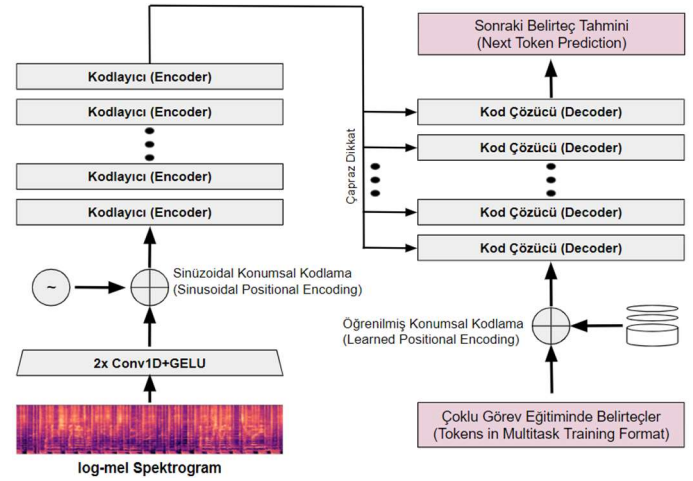 Kodlayıcı (Encoder)
Kodlayıcı (Encoder)
Kodlayıcı (Encoder)
Kodlayıcı (Encoder)
~
Sinüzoidal Konumsal Kodlama
(Sinusoidal Positional Encoding)
2x Conv1D+GELU
log-mel Spektrogram
Çapraz Dikkat
Sonraki Belirteç Tahmini
(Next Token Prediction)
Kod Çözücü (Decoder)
Kod Çözücü (Decoder)
Kod Çözücü (Decoder)
Kod Çözücü (Decoder)
Öğrenilmiş Konumsal Kodlama
(Learned Positional Encoding)
Çoklu Görev Eğitiminde Belirteçler
(Tokens in Multitask Training Format)